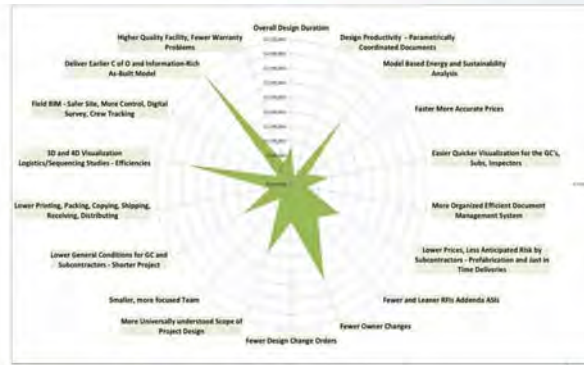 Overall Design Duration
Higher Quality Facility, Fewer Warranty
Problems
Design Productivity - Parametrically
Coordinated Documents
Deliver Earlier C of O and Information-Rich
As-Built Model
Model Based Energy and Sustainability
Analysis
Field BIM - Safer Site, More Control, Digital
Survey, Crew Tracking
Faster More Accurate Prices
3D and 4D Visualization
Logistics/Sequencing Studies - Efficiencies
Easier Quicker Visualization for the GC's,
Subs, Inspectors
Lower Printing, Packing, Copying, Shipping,
Receiving, Distributing
More Organized Efficient Document
Management System
Lower General Conditions for GC and
Subcontractors - Shorter Project
Lower Prices, Less Anticipated Risk by
Subcontractors - Prefabrication and Just in
Time Deliveries
Smaller, more focused Team
Fewer and Leaner RFIs Addenda ASIs
More Universally understood Scope of
Project Design
Fewer Owner Changes
Fewer Design Change Orders